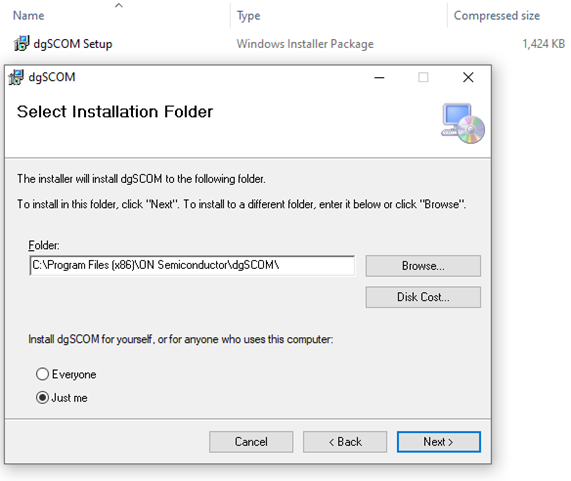 Name Type Compressed size
dgSCOM Setup Windows Installer Package 1,424 KB
dgSCOM
Select Installation Folder
The installer will install dgSCOM to the following folder.
To install in this folder, click "Next". To install to a different folder, enter it below or click "Browse".
Folder:
C:\Program Files (x86)\ON Semiconductor\dgSCOM\
Browse...
Disk Cost...
Install dgSCOM for yourself, or for anyone who uses this computer:
Everyone
Just me
Cancel < Back Next >